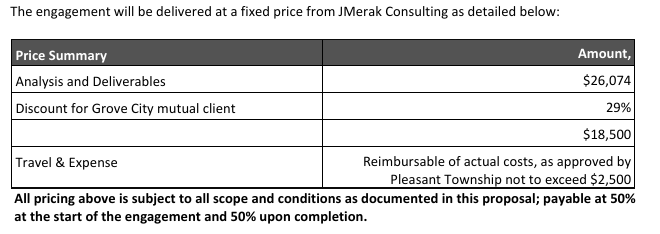 The engagement will be delivered at a fixed price from JMerak Consulting as detailed below:
Price Summary Amount,
Analysis and Deliverables $26,074
Discount for Grove City mutual client 29%
$18,500
Travel & Expense Reimbursable of actual costs, as approved by
Pleasant Township not to exceed $2,500
All pricing above is subject to all scope and conditions as documented in this proposal; payable at 50%
at the start of the engagement and 50% upon completion.